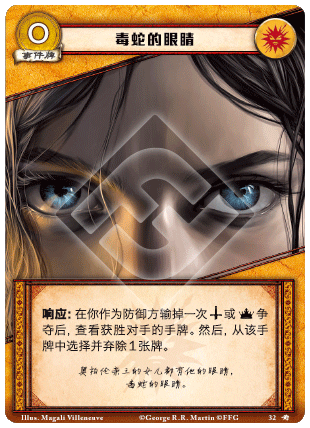 0
毒蛇的眼睛
事件牌
响应: 在你作为防御方输掉一次 或 争
夺后，查看获胜对手的手牌。然后，从该手
牌中选择并弃除1张牌。
奥柏伦亲王的女儿都有他的眼睛，
毒蛇的眼睛。
Illus. Magali Villeneuve ©George R.R. Martin ©FFG 32